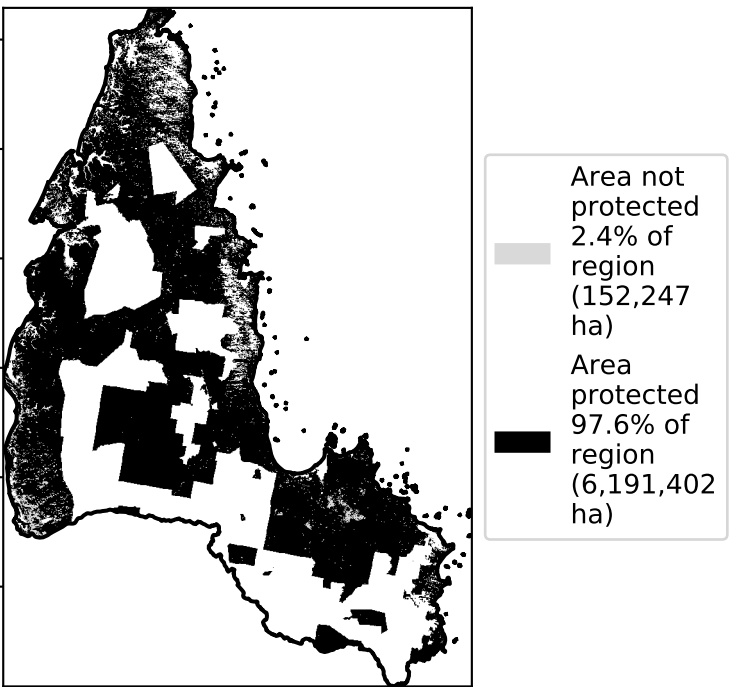 Area not
protected
2.4% of
region
(152,247
ha)
Area
protected
97.6% of
region
(6,191,402
ha)